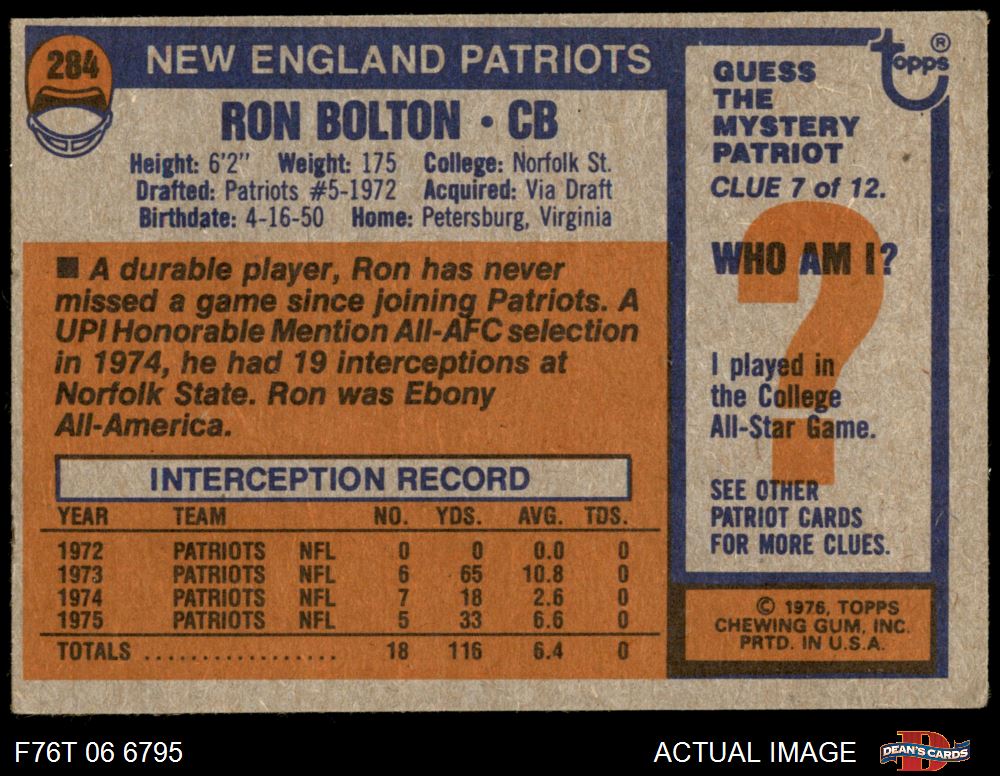 284
NEW ENGLAND PATRIOTS
RON BOLTON • CB
Height: 6'2" Weight: 175 College: Norfolk St.
Drafted: Patriots #5-1972 Acquired: Via Draft
Birthdate: 4-16-50 Home: Petersburg, Virginia
■ A durable player, Ron has never
missed a game since joining Patriots. A
UPI Honorable Mention All-AFC selection
in 1974, he had 19 interceptions at
Norfolk State. Ron was Ebony
All-America.
INTERCEPTION RECORD
YEAR TEAM NO. YDS. AVG. TDS.
1972 PATRIOTS NFL 0 0 0.0 0
1973 PATRIOTS NFL 6 65 10.8 0
1974 PATRIOTS NFL 7 18 2.6 0
1975 PATRIOTS NFL 5 33 6.6 0
TOTALS .................. 18 116 6.4 0
topps ®
GUESS
THE
MYSTERY
PATRIOT
CLUE 7 of 12.
?
WHO AM I?
I played in
the College
All-Star Game.
SEE OTHER
PATRIOT CARDS
FOR MORE CLUES.
© 1976, TOPPS
CHEWING GUM, INC.
PRTD. IN U.S.A.
F76T 06 6795
ACTUAL IMAGE
D
DEAN'S CARDS